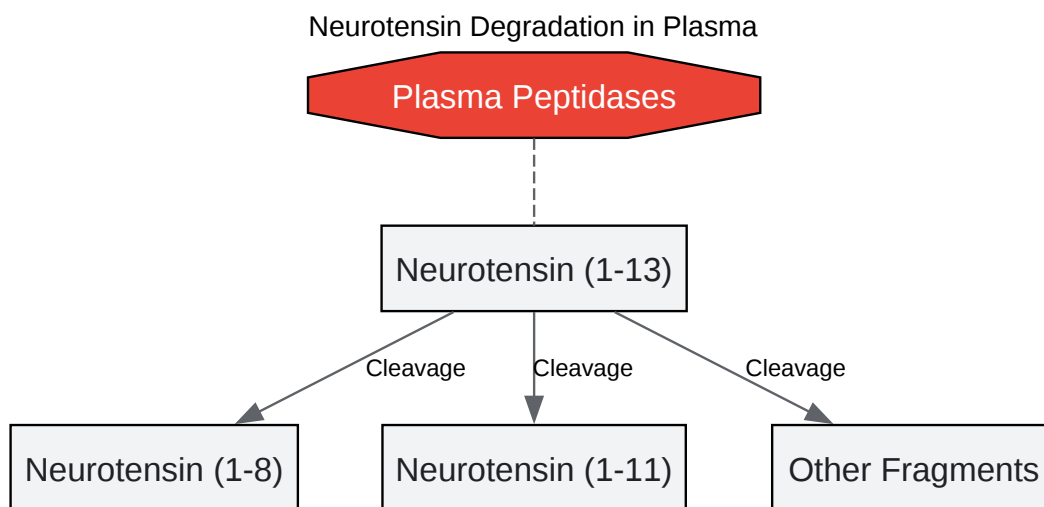 Neurotensin Degradation in Plasma
Plasma Peptidases
Neurotensin (1-13)
Cleavage
Cleavage
Cleavage
Neurotensin (1-8)
Neurotensin (1-11)
Other Fragments